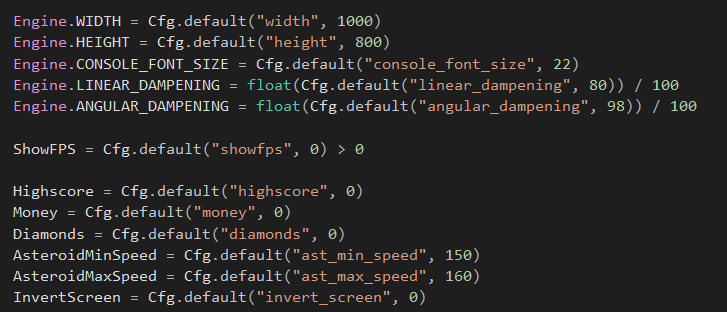 Engine.WIDTH = Cfg.default("width", 1000)
Engine.HEIGHT = Cfg.default("height", 800)
Engine.CONSOLE_FONT_SIZE = Cfg.default("console_font_size", 22)
Engine.LINEAR_DAMPENING = float(Cfg.default("linear_dampening", 80)) / 100
Engine.ANGULAR_DAMPENING = float(Cfg.default("angular_dampening", 98)) / 100

ShowFPS = Cfg.default("showfps", 0) > 0

Highscore = Cfg.default("highscore", 0)
Money = Cfg.default("money", 0)
Diamonds = Cfg.default("diamonds", 0)
AsteroidMinSpeed = Cfg.default("ast_min_speed", 150)
AsteroidMaxSpeed = Cfg.default("ast_max_speed", 160)
InvertScreen = Cfg.default("invert_screen", 0)